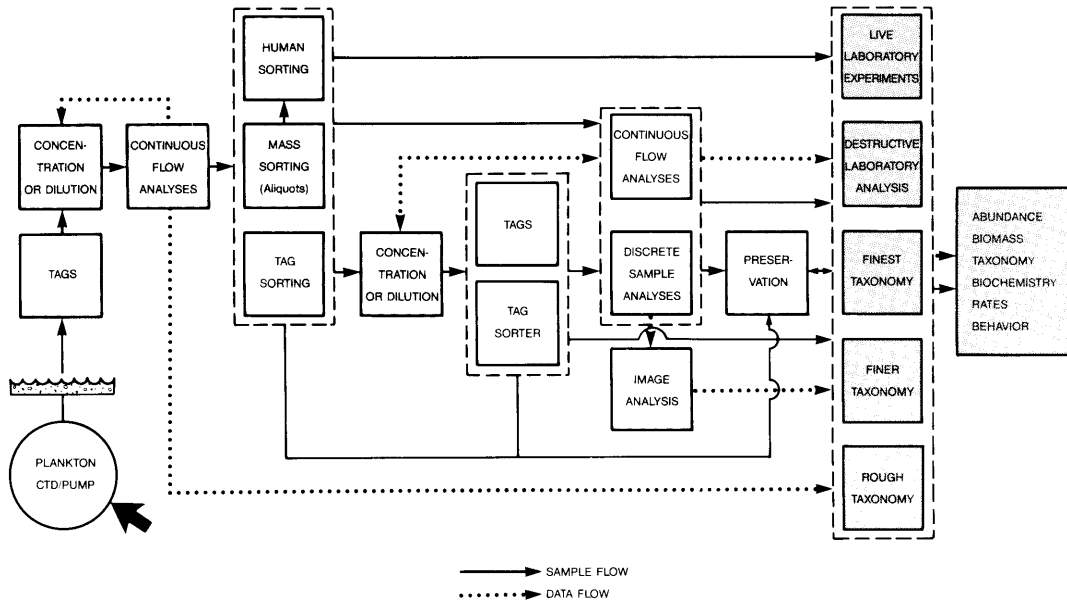 PLANKTON
CTD/PUMP
TAGS
CONCEN-
TRATION
OR DILUTION
CONTINUOUS
FLOW
ANALYSES
HUMAN
SORTING
MASS
SORTING
(Aliquots)
TAG
SORTING
CONCEN-
TRATION
OR DILUTION
TAGS
TAG
SORTER
CONTINUOUS
FLOW
ANALYSES
DISCRETE
SAMPLE
ANALYSES
IMAGE
ANALYSIS
PRESER-
VATION
LIVE
LABORATORY
EXPERIMENTS
DESTRUCTIVE
LABORATORY
ANALYSIS
FINEST
TAXONOMY
FINER
TAXONOMY
ROUGH
TAXONOMY
ABUNDANCE
BIOMASS
TAXONOMY
BIOCHEMISTRY
RATES
BEHAVIOR
SAMPLE FLOW
DATA FLOW